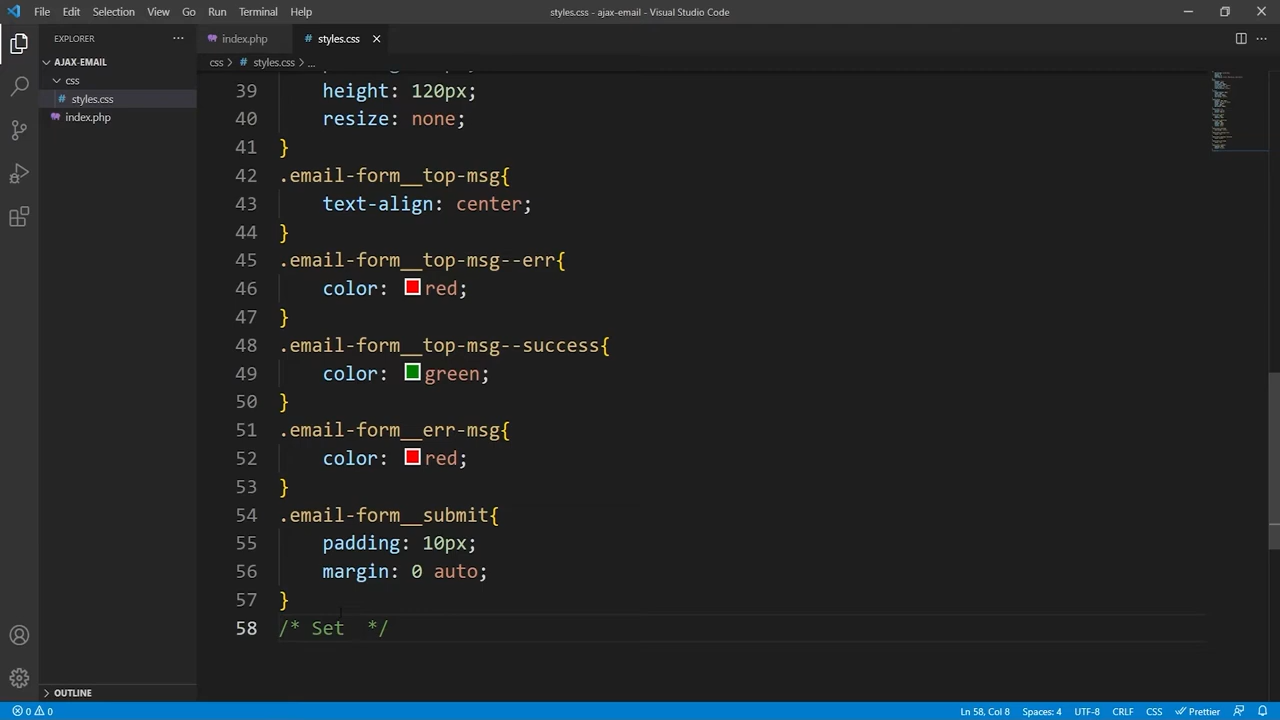 File Edit Selection View Go Run Terminal Help
styles.css - ajax-email - Visual Studio Code
EXPLORER
AJAX-EMAIL
css
# styles.css
index.php
OUTLINE
index.php
# styles.css
css > # styles.css > ...
39 height: 120px;
40 resize: none;
41 }
42 .email-form__top-msg{
43 text-align: center;
44 }
45 .email-form__top-msg--err{
46 color: red;
47 }
48 .email-form__top-msg--success{
49 color: green;
50 }
51 .email-form__err-msg{
52 color: red;
53 }
54 .email-form__submit{
55 padding: 10px;
56 margin: 0 auto;
57 }
58 /* Set  */
0 0
Ln 58, Col 8 Spaces: 4 UTF-8 CRLF CSS Prettier